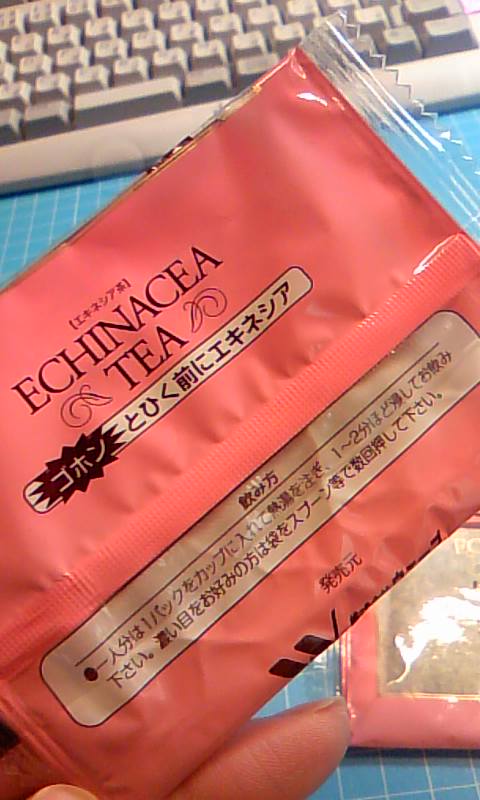 【エキネシア茶】
ECHINACEA
TEA
ゴホン とひく前にエキネシア
飲み方
●一人分は1パックをカップに入れて熱湯を注ぎ、1〜2分ほど浸してお飲み
下さい。濃い目をお好みの方は袋をスプーン等で数回押して下さい。
発売元